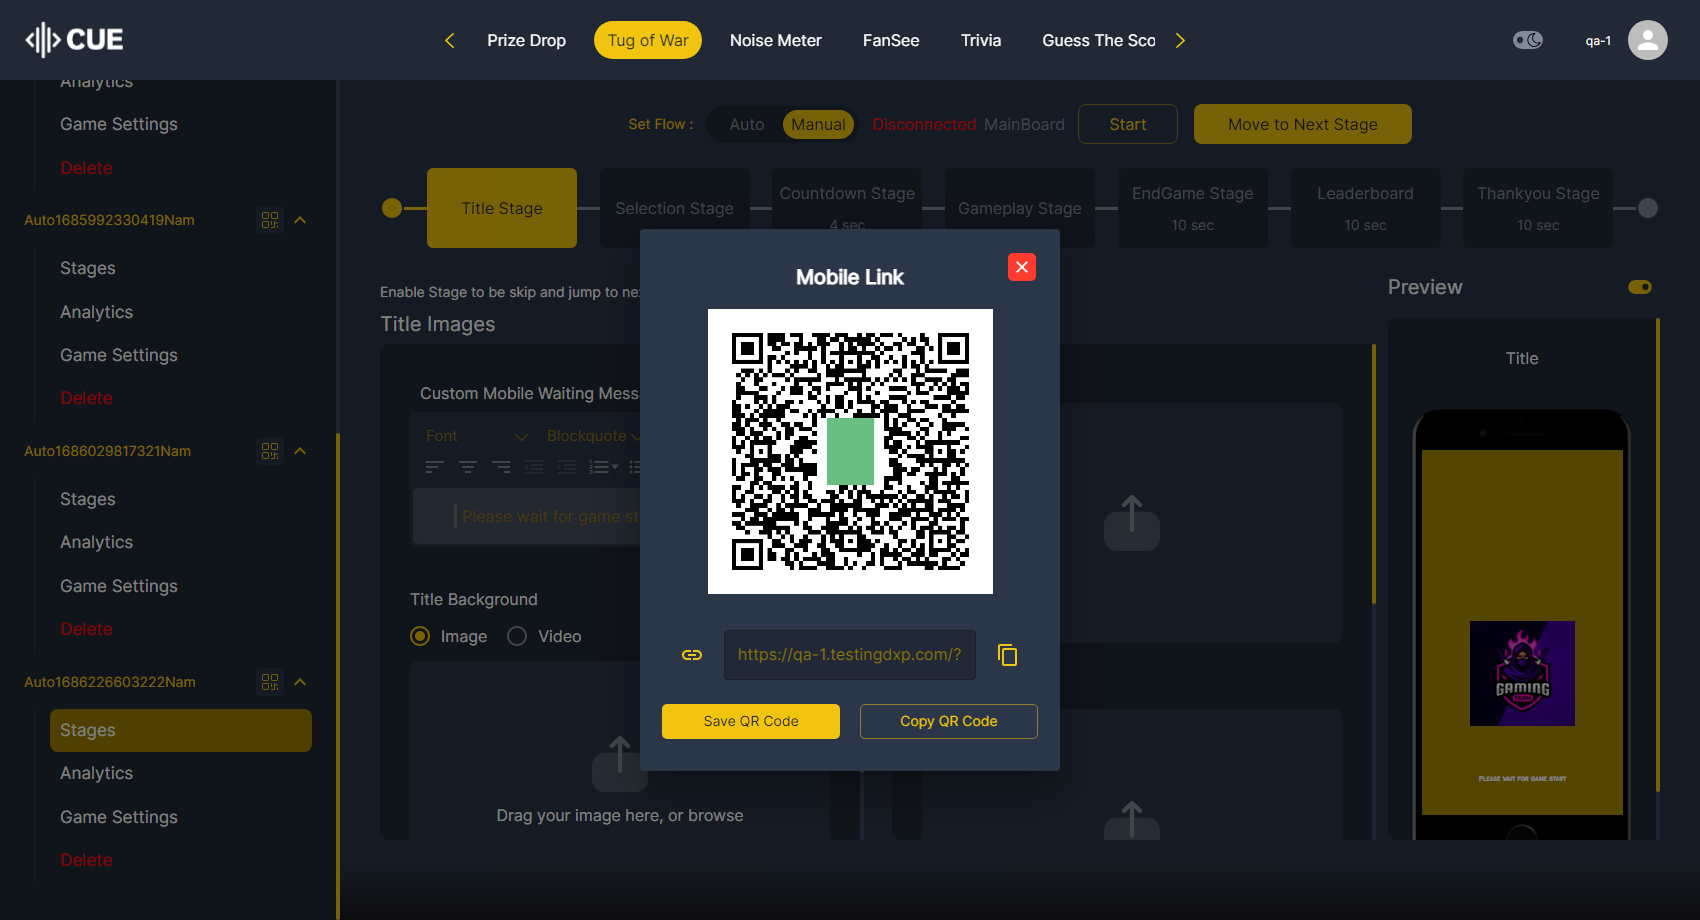 CUE
Prize Drop
Tug of War
Noise Meter
FanSee
Trivia
Guess The Sco
qa-1
Analytics
Game Settings
Delete
Auto1685992330419Nam
Stages
Analytics
Game Settings
Delete
Auto1686029817321Nam
Stages
Analytics
Game Settings
Delete
Auto1686226603222Nam
Stages
Analytics
Game Settings
Delete
Set Flow :
Auto
Manual
Disconnected MainBoard
Start
Move to Next Stage
Title Stage
Selection Stage
Countdown Stage
4 sec
Gameplay Stage
EndGame Stage
10 sec
Leaderboard
10 sec
Thankyou Stage
10 sec
Enable Stage to be skip and jump to ne
Title Images
Custom Mobile Waiting Mess
Font
Blockquote
Please wait for game st
Title Background
Image
Video
Drag your image here, or browse
Mobile Link
https://qa-1.testingdxp.com/?
Save QR Code
Copy QR Code
Preview
Title
GAMING
TEAMS
PLEASE WAIT FOR GAME START